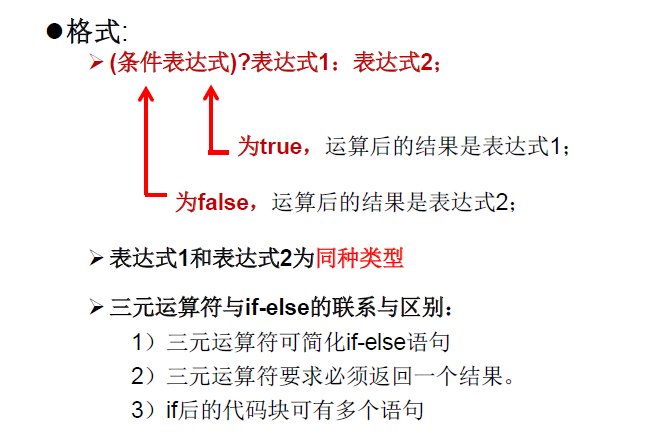 ●格式:
➢ (条件表达式)?表达式1：表达式2；
为true，运算后的结果是表达式1；
为false，运算后的结果是表达式2；
➢ 表达式1和表达式2为同种类型
➢ 三元运算符与if-else的联系与区别：
1）三元运算符可简化if-else语句
2）三元运算符要求必须返回一个结果。
3）if后的代码块可有多个语句